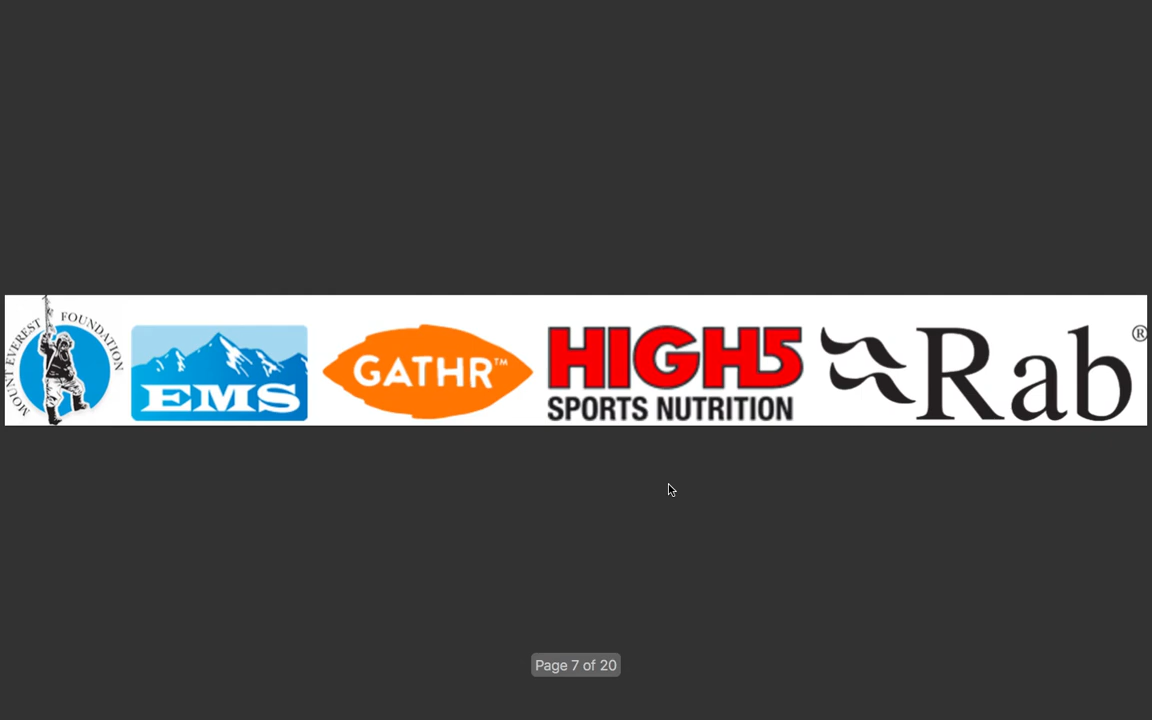 MOUNT EVEREST FOUNDATION
EMS
GATHR™
HIGH5
SPORTS NUTRITION
Rab®
Page 7 of 20